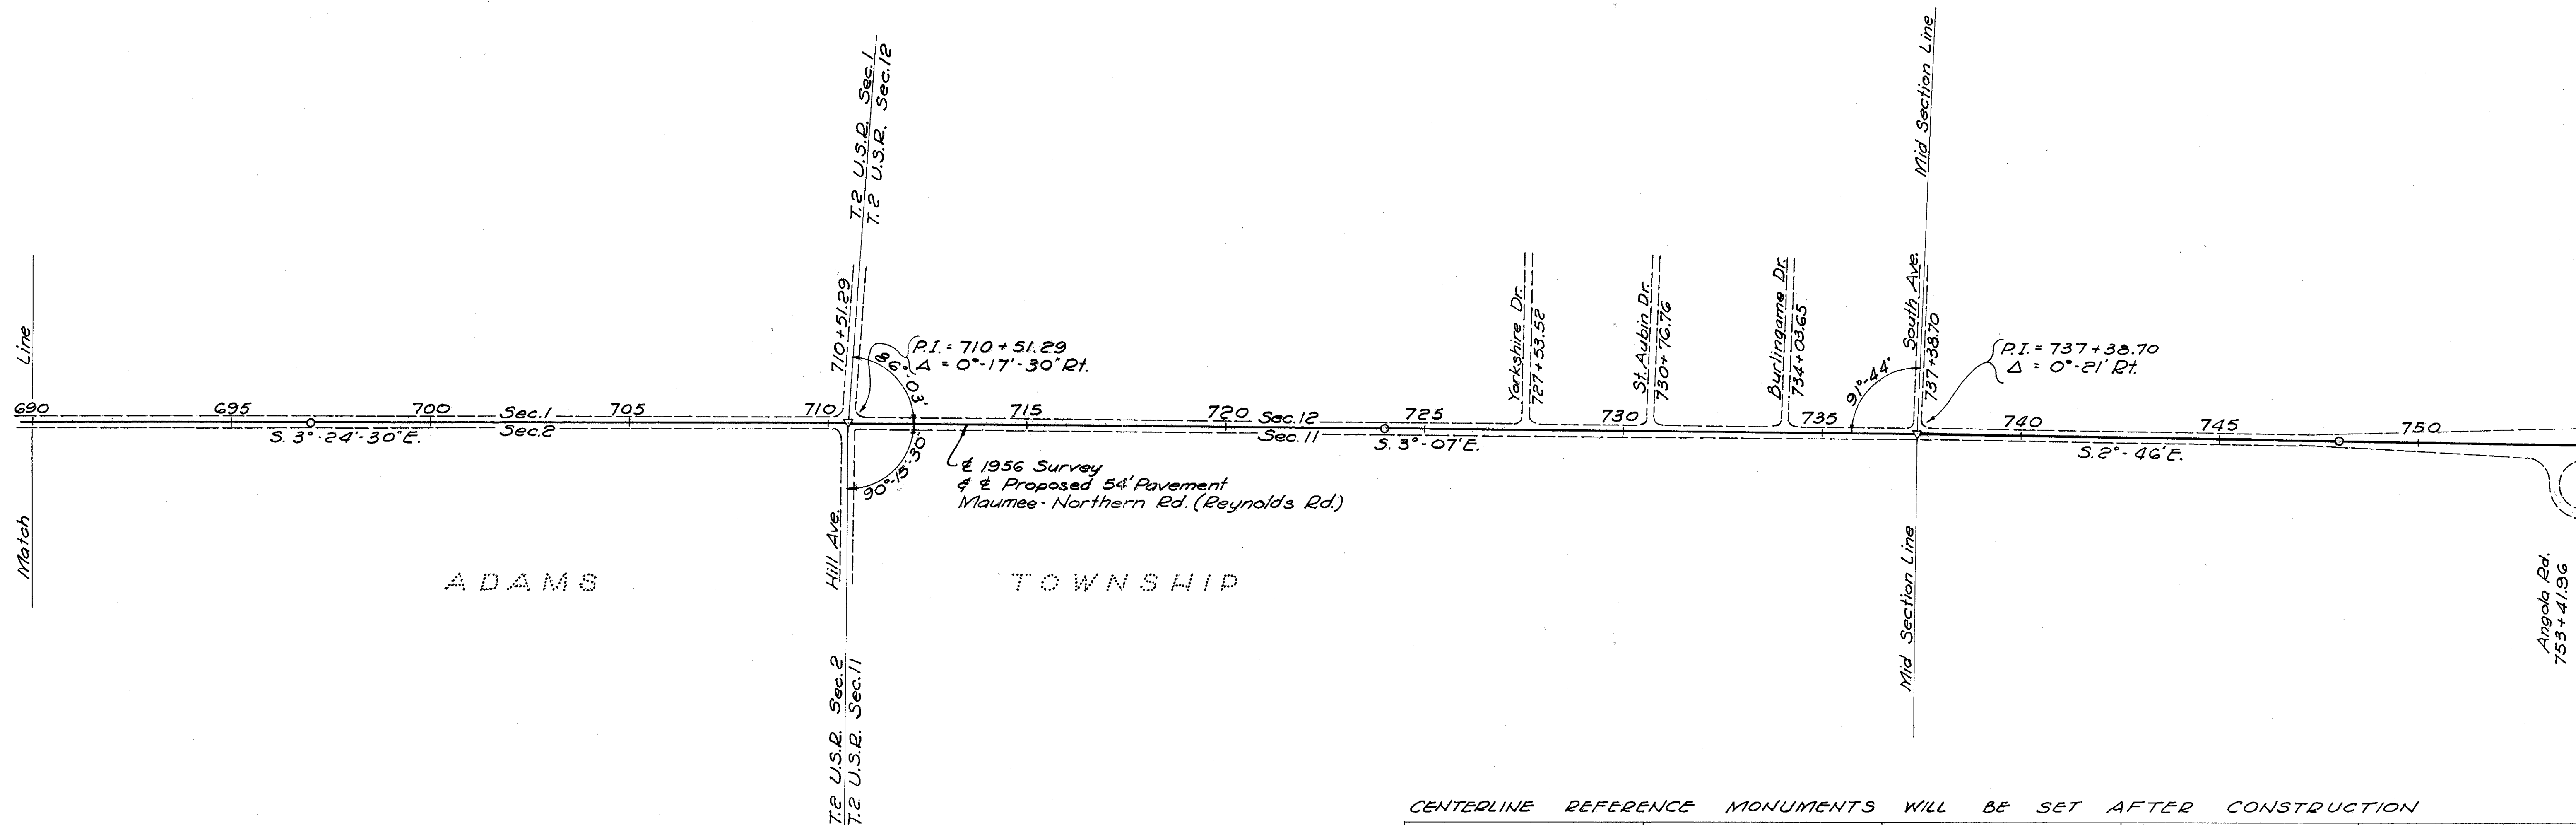 T.2 U.S.R. Sec.1
T.2 U.S.R. Sec.12
Mid Section Line
Match Line
710+51.29
P.I. = 710+51.29
Δ = 0°-17'-30" Rt.
86°-03'
Yorkshire Dr.
727+53.52
St. Aubin Dr.
730+76.76
Burlingame Dr.
734+03.65
91°-44'
South Ave.
737+38.70
P.I. = 737+38.70
Δ = 0°-21' Rt.
690 695 700 Sec.1 705 710 715 720 Sec.12 725 730 735 740 745 750
S. 3°-24'-30" E. Sec.2 Sec.11 S. 3°-07' E. S. 2°-46' E.
90°-15'-30"
℄ 1956 Survey
& ℄ Proposed 54' Pavement
Maumee-Northern Rd. (Reynolds Rd.)
Hill Ave.
ADAMS TOWNSHIP
Mid Section Line
Angola Rd.
753+41.96
T.2 U.S.R. Sec.2
T.2 U.S.R. Sec.11
CENTERLINE REFERENCE MONUMENTS WILL BE SET AFTER CONSTRUCTION